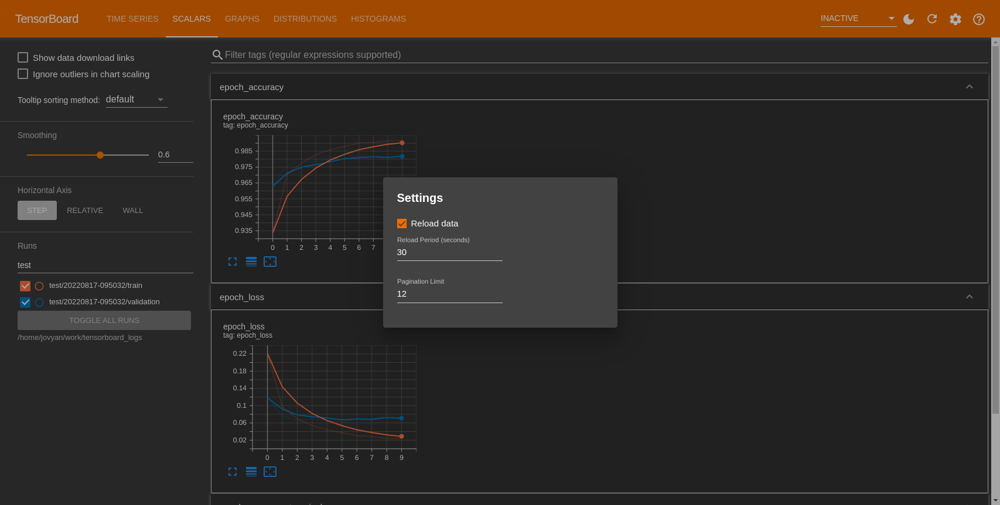 TensorBoard
TIME SERIES SCALARS GRAPHS DISTRIBUTIONS HISTOGRAMS
INACTIVE
Show data download links
Ignore outliers in chart scaling
Tooltip sorting method: default
Smoothing
0.6
Horizontal Axis
STEP RELATIVE WALL
Runs
test
test/20220817-095032/train
test/20220817-095032/validation
TOGGLE ALL RUNS
/home/jovyan/work/tensorboard_logs
Filter tags (regular expressions supported)
epoch_accuracy
epoch_accuracy
tag: epoch_accuracy
0.985
0.975
0.965
0.955
0.945
0.935
0 1 2 3 4 5 6 7
epoch_loss
epoch_loss
tag: epoch_loss
0.22
0.18
0.14
0.1
0.06
0.02
0 1 2 3 4 5 6 7 8 9
Settings
Reload data
Reload Period (seconds)
30
Pagination Limit
12